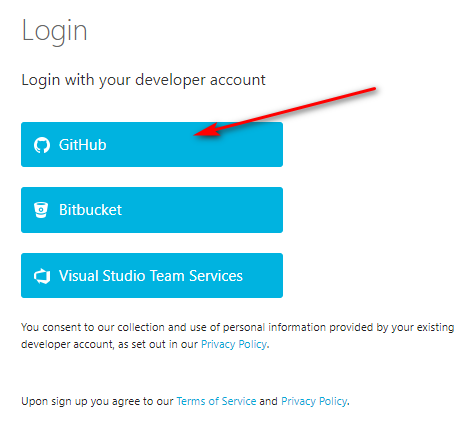 Login
Login with your developer account
GitHub
Bitbucket
Visual Studio Team Services
You consent to our collection and use of personal information provided by your existing
developer account, as set out in our Privacy Policy.
Upon sign up you agree to our Terms of Service and Privacy Policy.